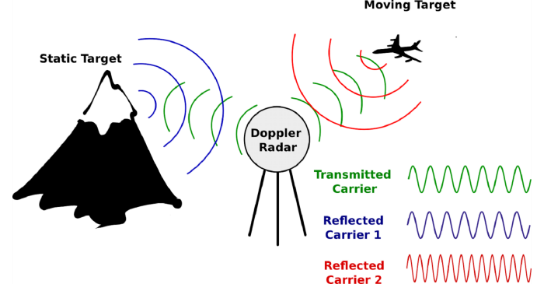 Moving Target
Static Target
Doppler
Radar
Transmitted
Carrier
Reflected
Carrier 1
Reflected
Carrier 2